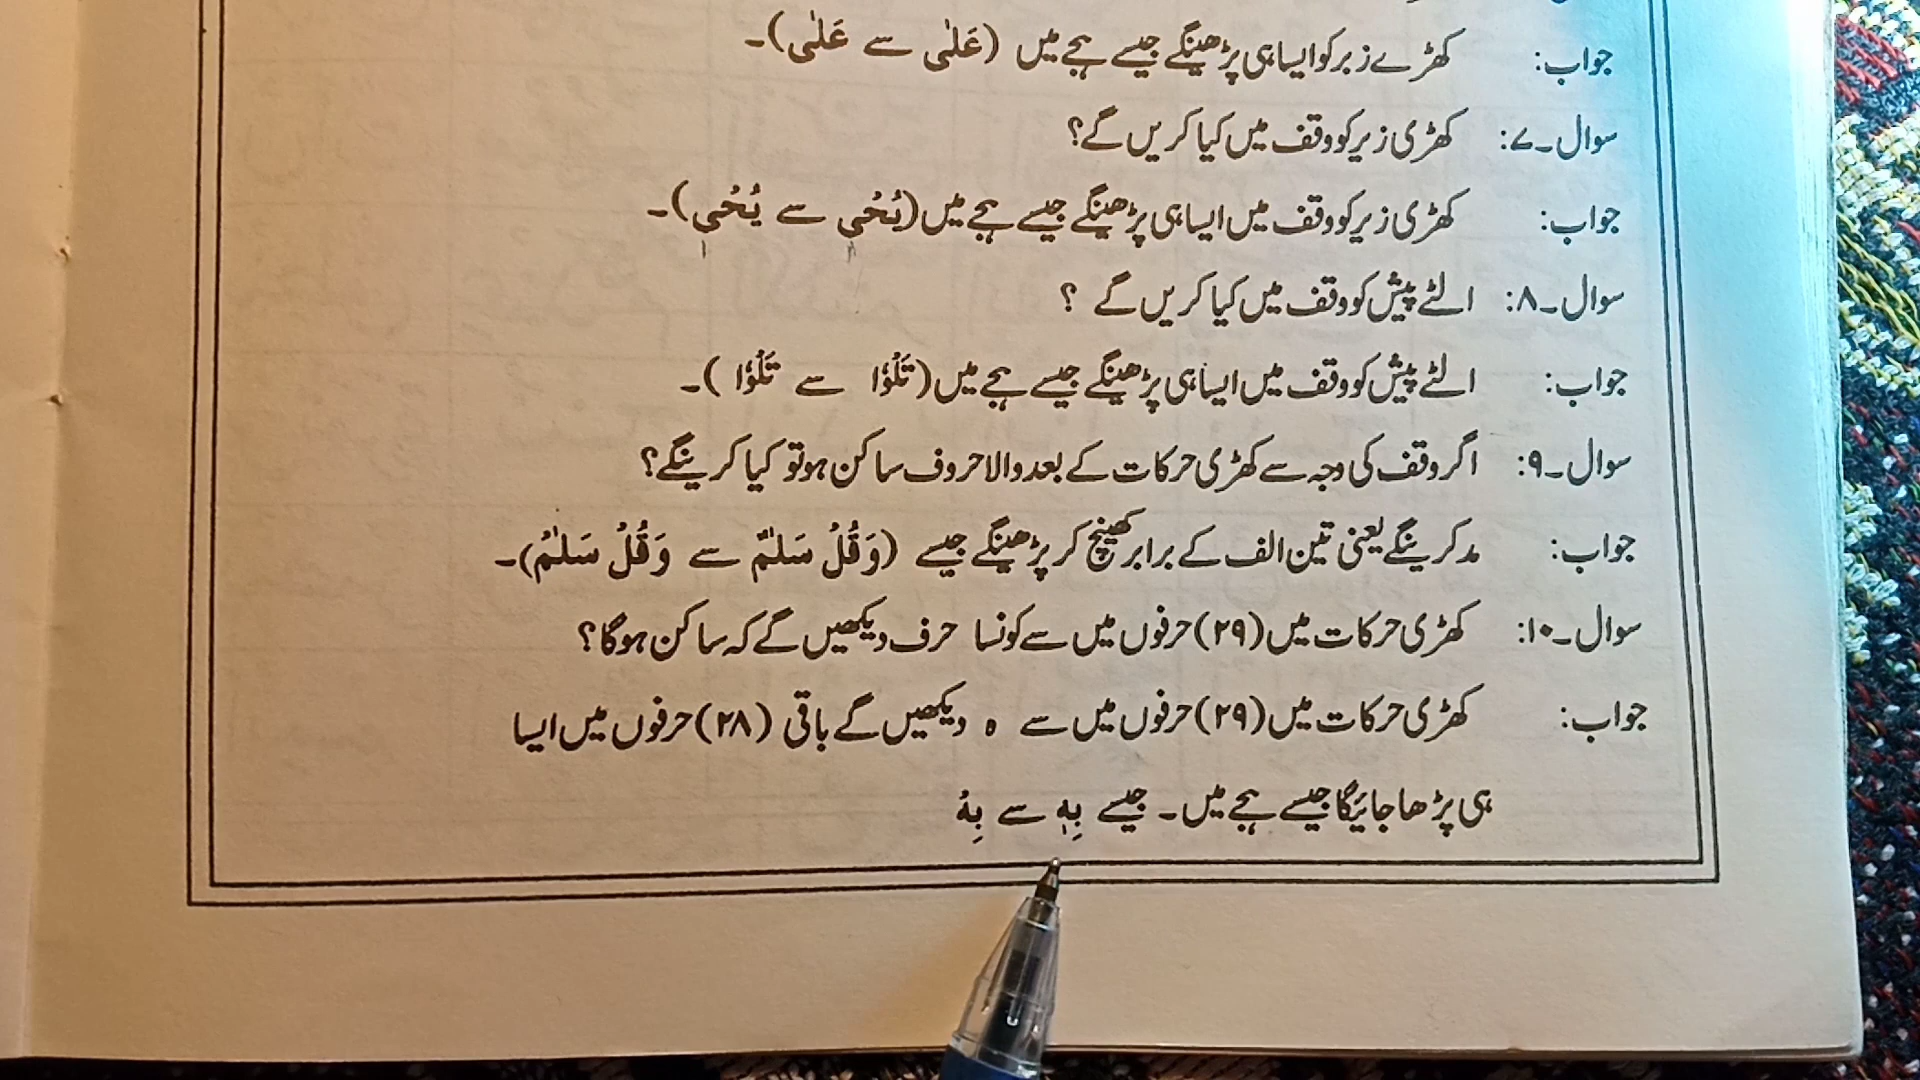 جواب: کھڑے زبر کو ایسا ہی پڑھینگے جیسے ہجے میں (عَلٰی سے عَلٰی)۔
سوال۔۷: کھڑی زیر کو وقف میں کیا کریں گے؟
جواب: کھڑی زیر کو وقف میں ایسا ہی پڑھینگے جیسے ہجے میں (یُحْیٖ سے یُحْیٖ)۔
سوال۔۸: الٹے پیش کو وقف میں کیا کریں گے ؟
جواب: الٹے پیش کو وقف میں ایسا ہی پڑھینگے جیسے ہجے میں (تَلْوٗا سے تَلْوٗا )۔
سوال۔۹: اگر وقف کی وجہ سے کھڑی حرکات کے بعد والا حروف ساکن ہو تو کیا کرینگے؟
جواب: مد کرینگے یعنی تین الف کے برابر کھینچ کر پڑھینگے جیسے (وَقُلْ سَلٰمٌ سے وَقُلْ سَلٰمْ)۔
سوال۔۱۰: کھڑی حرکات میں (۲۹) حرفوں میں سے کونسا حرف دیکھیں گے کہ ساکن ہوگا؟
جواب: کھڑی حرکات میں (۲۹) حرفوں میں سے ہ دیکھیں گے باقی (۲۸) حرفوں میں ایسا
ہی پڑھا جائیگا جیسے ہجے میں۔ جیسے بِہٖ سے بِہْ